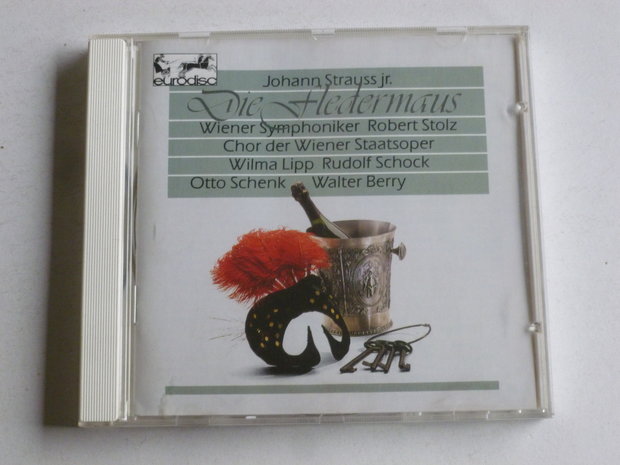 eurodisc
Johann Strauss jr.
Die Fledermaus
Wiener Symphoniker Robert Stolz
Chor der Wiener Staatsoper
Wilma Lipp Rudolf Schock
Otto Schenk Walter Berry